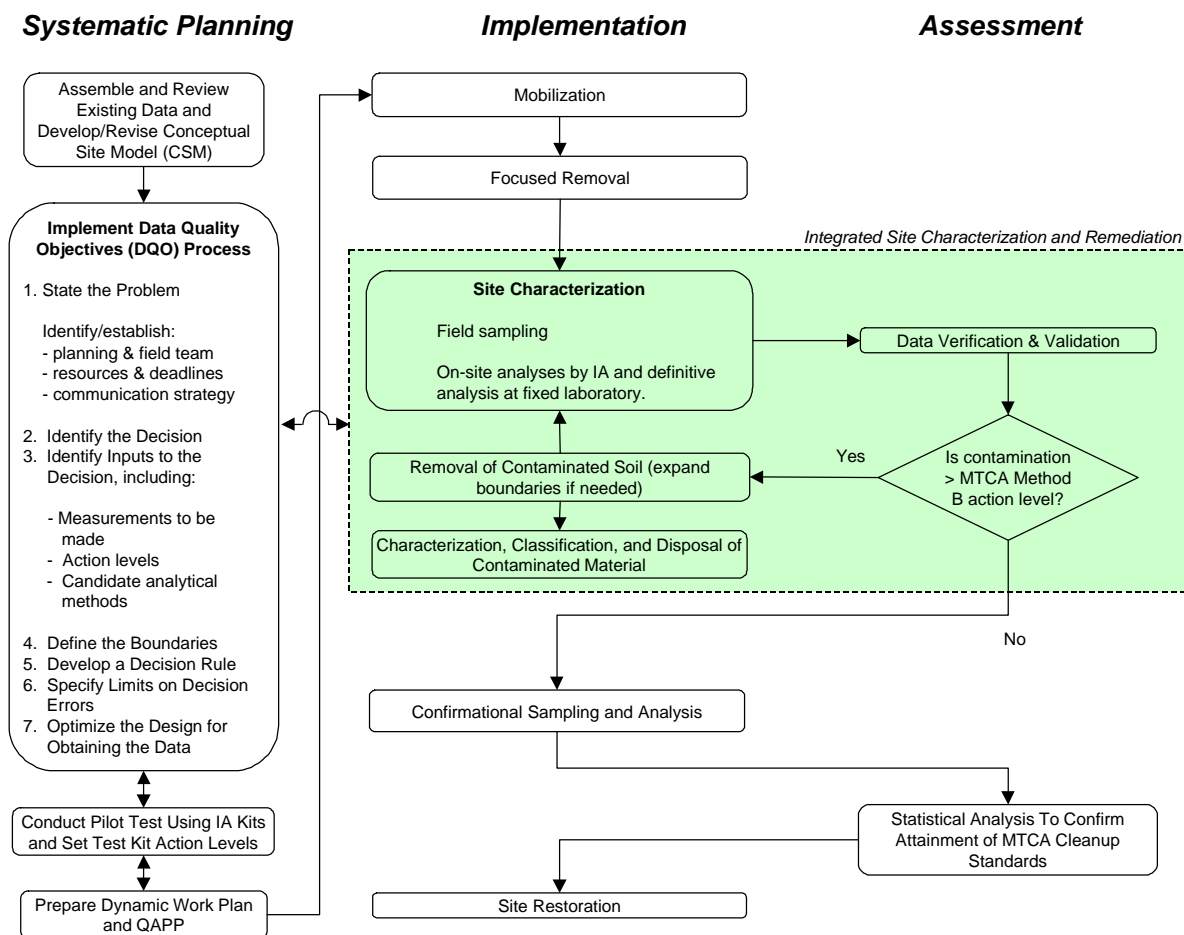 Systematic Planning
Implementation
Assessment
Assemble and Review
Existing Data and
Develop/Revise Conceptual
Site Model (CSM)
Implement Data Quality
Objectives (DQO) Process
1. State the Problem
Identify/establish:
- planning & field team
- resources & deadlines
- communication strategy
2. Identify the Decision
3. Identify Inputs to the
Decision, including:
- Measurements to be
made
- Action levels
- Candidate analytical
methods
4. Define the Boundaries
5. Develop a Decision Rule
6. Specify Limits on Decision
Errors
7. Optimize the Design for
Obtaining the Data
Conduct Pilot Test Using IA Kits
and Set Test Kit Action Levels
Prepare Dynamic Work Plan
and QAPP
Mobilization
Focused Removal
Integrated Site Characterization and Remediation
Site Characterization
Field sampling
On-site analyses by IA and definitive
analysis at fixed laboratory.
Data Verification & Validation
Is contamination
> MTCA Method
B action level?
Yes
Removal of Contaminated Soil (expand
boundaries if needed)
Characterization, Classification, and Disposal of
Contaminated Material
No
Confirmational Sampling and Analysis
Statistical Analysis To Confirm
Attainment of MTCA Cleanup
Standards
Site Restoration